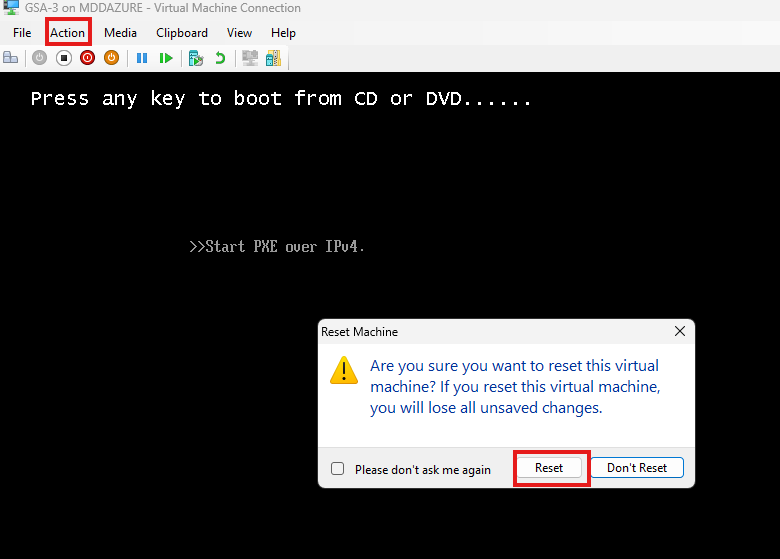 GSA-3 on MDDAZURE - Virtual Machine Connection
File Action Media Clipboard View Help
Press any key to boot from CD or DVD......
>>Start PXE over IPv4.
Reset Machine
Are you sure you want to reset this virtual
machine? If you reset this virtual machine,
you will lose all unsaved changes.
Please don't ask me again Reset Don't Reset